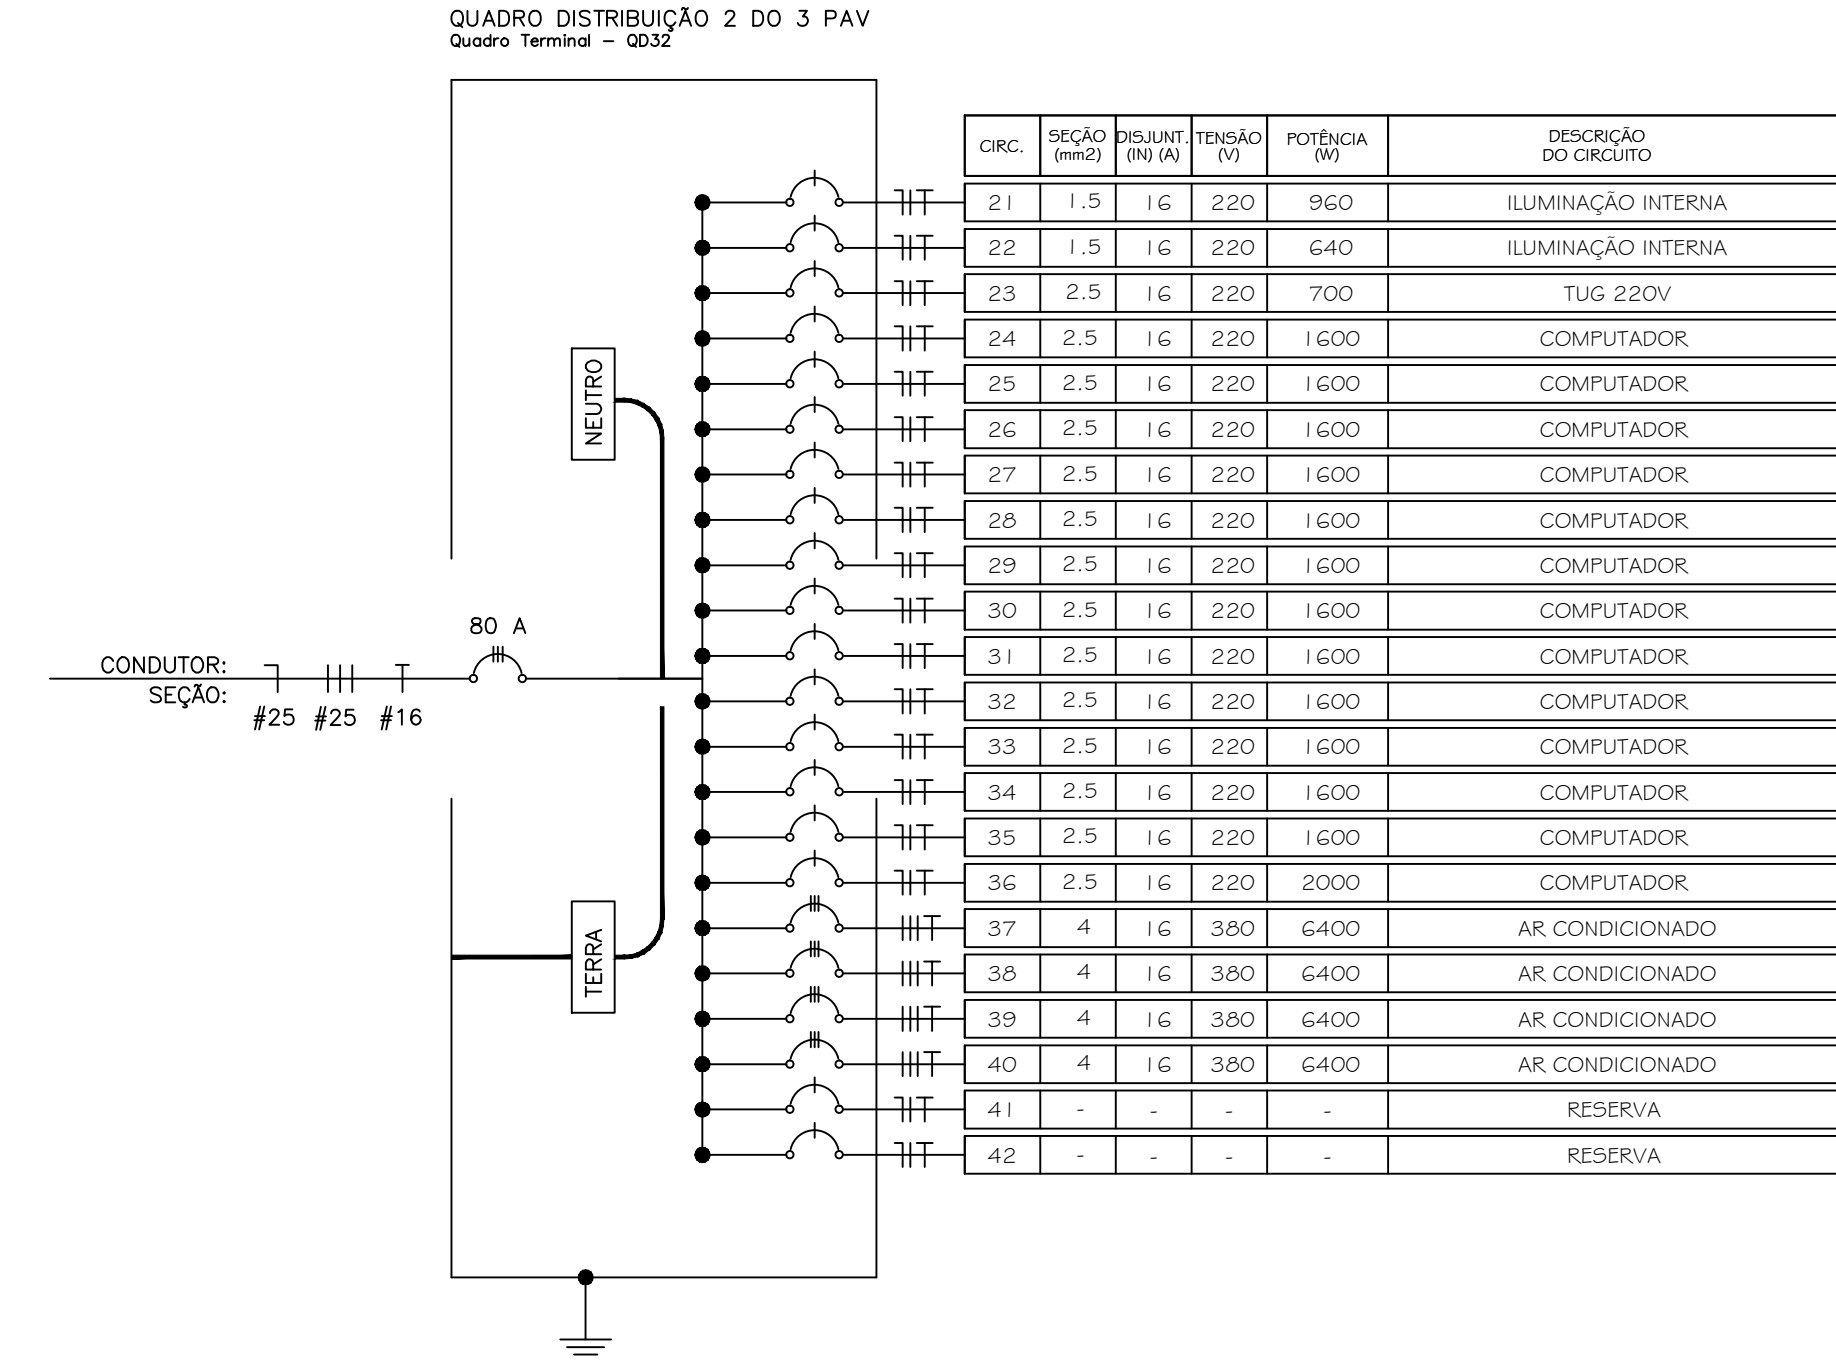 QUADRO DISTRIBUIÇÃO 2 DO 3 PAV
Quadro Terminal - QD32
CIRC. SEÇÃO (mm2) DISJUNT. (IN) (A) TENSÃO (V) POTÊNCIA (W) DESCRIÇÃO DO CIRCUITO
21 1.5 16 220 960 ILUMINAÇÃO INTERNA
22 1.5 16 220 640 ILUMINAÇÃO INTERNA
23 2.5 16 220 700 TUG 220V
24 2.5 16 220 1600 COMPUTADOR
25 2.5 16 220 1600 COMPUTADOR
26 2.5 16 220 1600 COMPUTADOR
27 2.5 16 220 1600 COMPUTADOR
28 2.5 16 220 1600 COMPUTADOR
29 2.5 16 220 1600 COMPUTADOR
30 2.5 16 220 1600 COMPUTADOR
31 2.5 16 220 1600 COMPUTADOR
32 2.5 16 220 1600 COMPUTADOR
33 2.5 16 220 1600 COMPUTADOR
34 2.5 16 220 1600 COMPUTADOR
35 2.5 16 220 1600 COMPUTADOR
36 2.5 16 220 2000 COMPUTADOR
37 4 16 380 6400 AR CONDICIONADO
38 4 16 380 6400 AR CONDICIONADO
39 4 16 380 6400 AR CONDICIONADO
40 4 16 380 6400 AR CONDICIONADO
41 - - - - RESERVA
42 - - - - RESERVA
NEUTRO
80 A
CONDUTOR:
SEÇÃO:
#25 #25 #16
TERRA